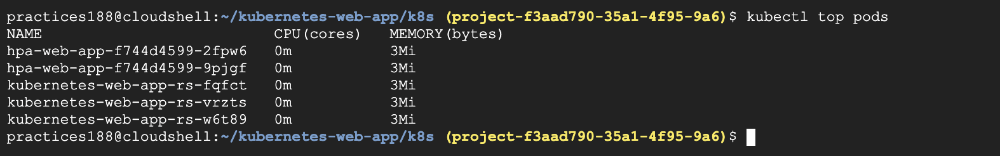 practices188@cloudshell:~/kubernetes-web-app/k8s (project-f3aad790-35a1-4f95-9a6)$ kubectl top pods
NAME                             CPU(cores)   MEMORY(bytes)
hpa-web-app-f744d4599-2fpw6   0m           3Mi
hpa-web-app-f744d4599-9pjgf   0m           3Mi
kubernetes-web-app-rs-fqfct   0m           3Mi
kubernetes-web-app-rs-vrzts   0m           3Mi
kubernetes-web-app-rs-w6t89   0m           3Mi
practices188@cloudshell:~/kubernetes-web-app/k8s (project-f3aad790-35a1-4f95-9a6)$